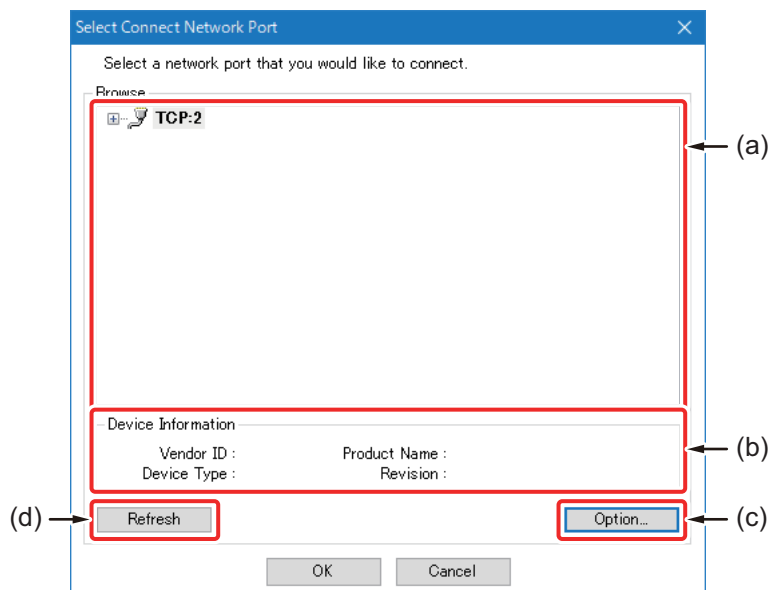 Select Connect Network Port
Select a network port that you would like to connect.
Browse
TCP:2
(a)
Device Information
Vendor ID : Product Name :
Device Type : Revision :
(b)
(d) Refresh Option... (c)
OK Cancel